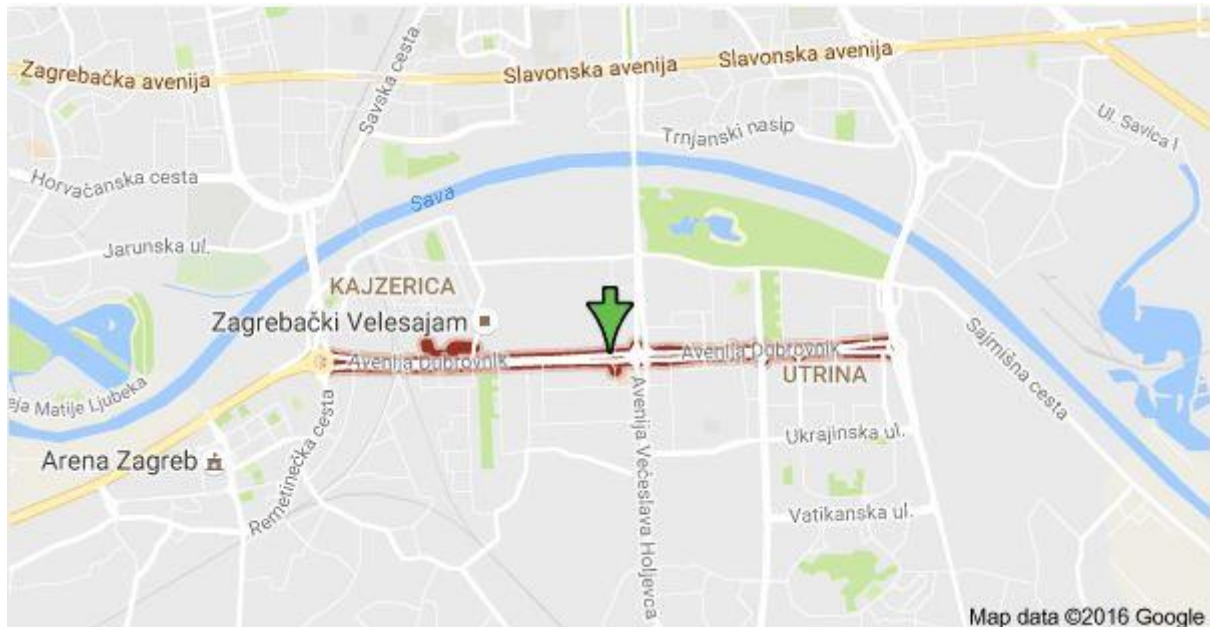 Zagrebačka avenija
Savska cesta
Slavonska avenija
Slavonska avenija
Trnjanski nasip
Ul. Savica I
Horvaćanska cesta
Sava
Jarunska ul.
KAJZERICA
Zagrebački Velesajam
Avenija Dubrovnik
Avenija Dubrovnik
UTRINA
Sajmišna cesta
eja Matije Ljubeka
Remetinečka cesta
Avenija Većeslava Holjevca
Ukrajinska ul.
Arena Zagreb
Vatikanska ul.
Map data ©2016 Google